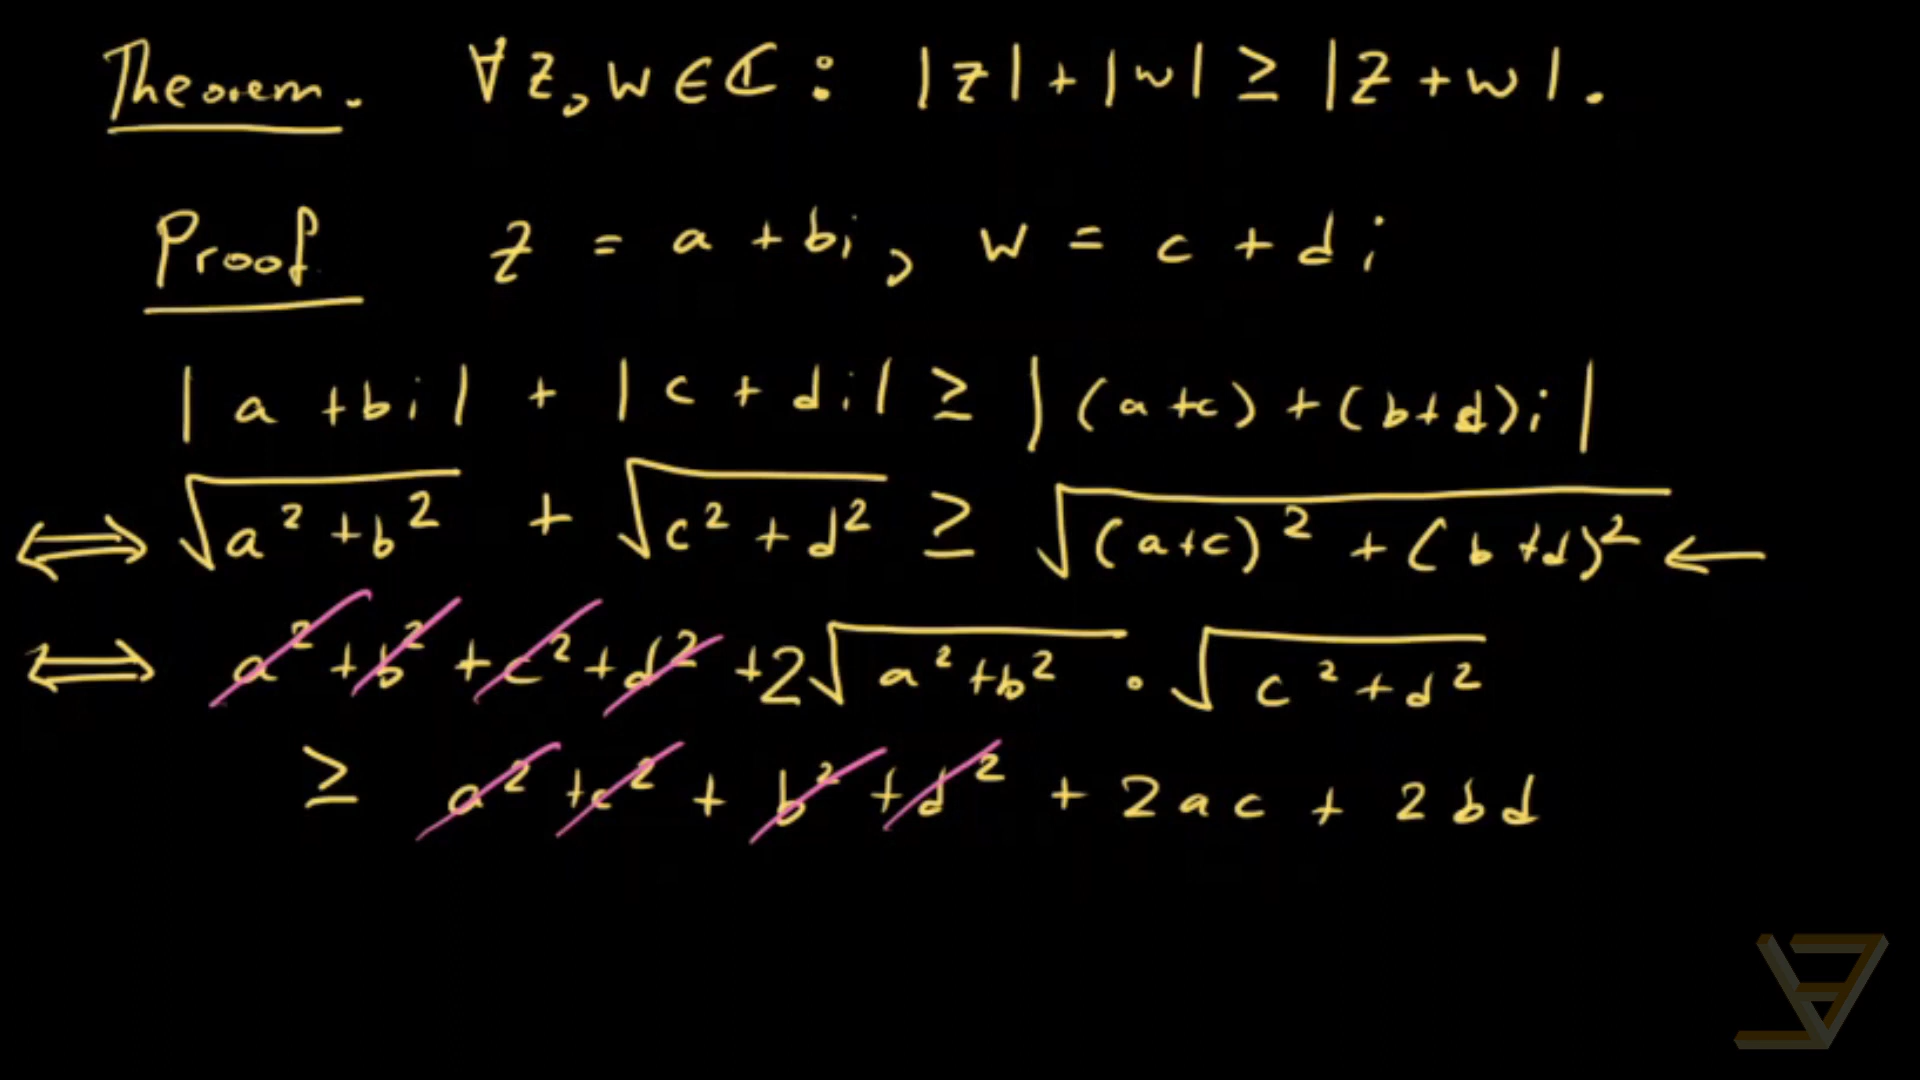 Theorem. ∀ z, w ∈ ℂ : |z| + |w| ≥ |z + w|.
Proof z = a + bi, w = c + di
|a + bi| + |c + di| ≥ |(a+c) + (b+d)i|
⟺ √(a² + b²) + √(c² + d²) ≥ √((a+c)² + (b+d)²) ←
⟺ a² + b² + c² + d² + 2√(a² + b²) · √(c² + d²)
≥ a² + c² + b² + d² + 2ac + 2bd